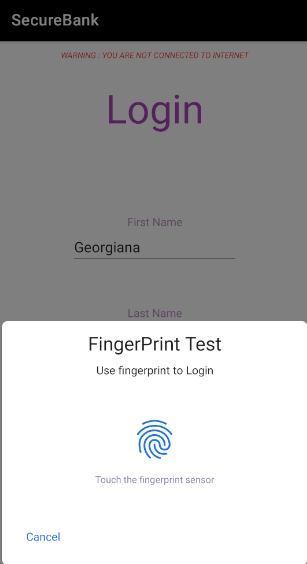 SecureBank
WARNING : YOU ARE NOT CONNECTED TO INTERNET
Login
First Name
Georgiana
Last Name
FingerPrint Test
Use fingerprint to Login
Touch the fingerprint sensor
Cancel